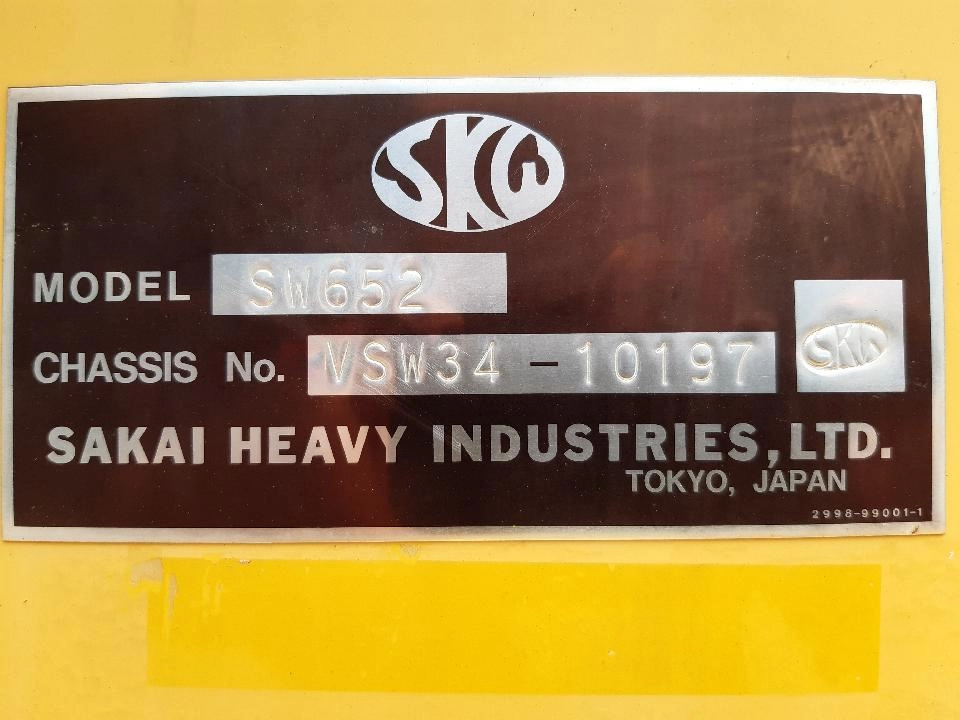 SKW
MODEL SW652
CHASSIS No. VSW34-10197
SKW
SAKAI HEAVY INDUSTRIES, LTD.
TOKYO, JAPAN
2998-99001-1